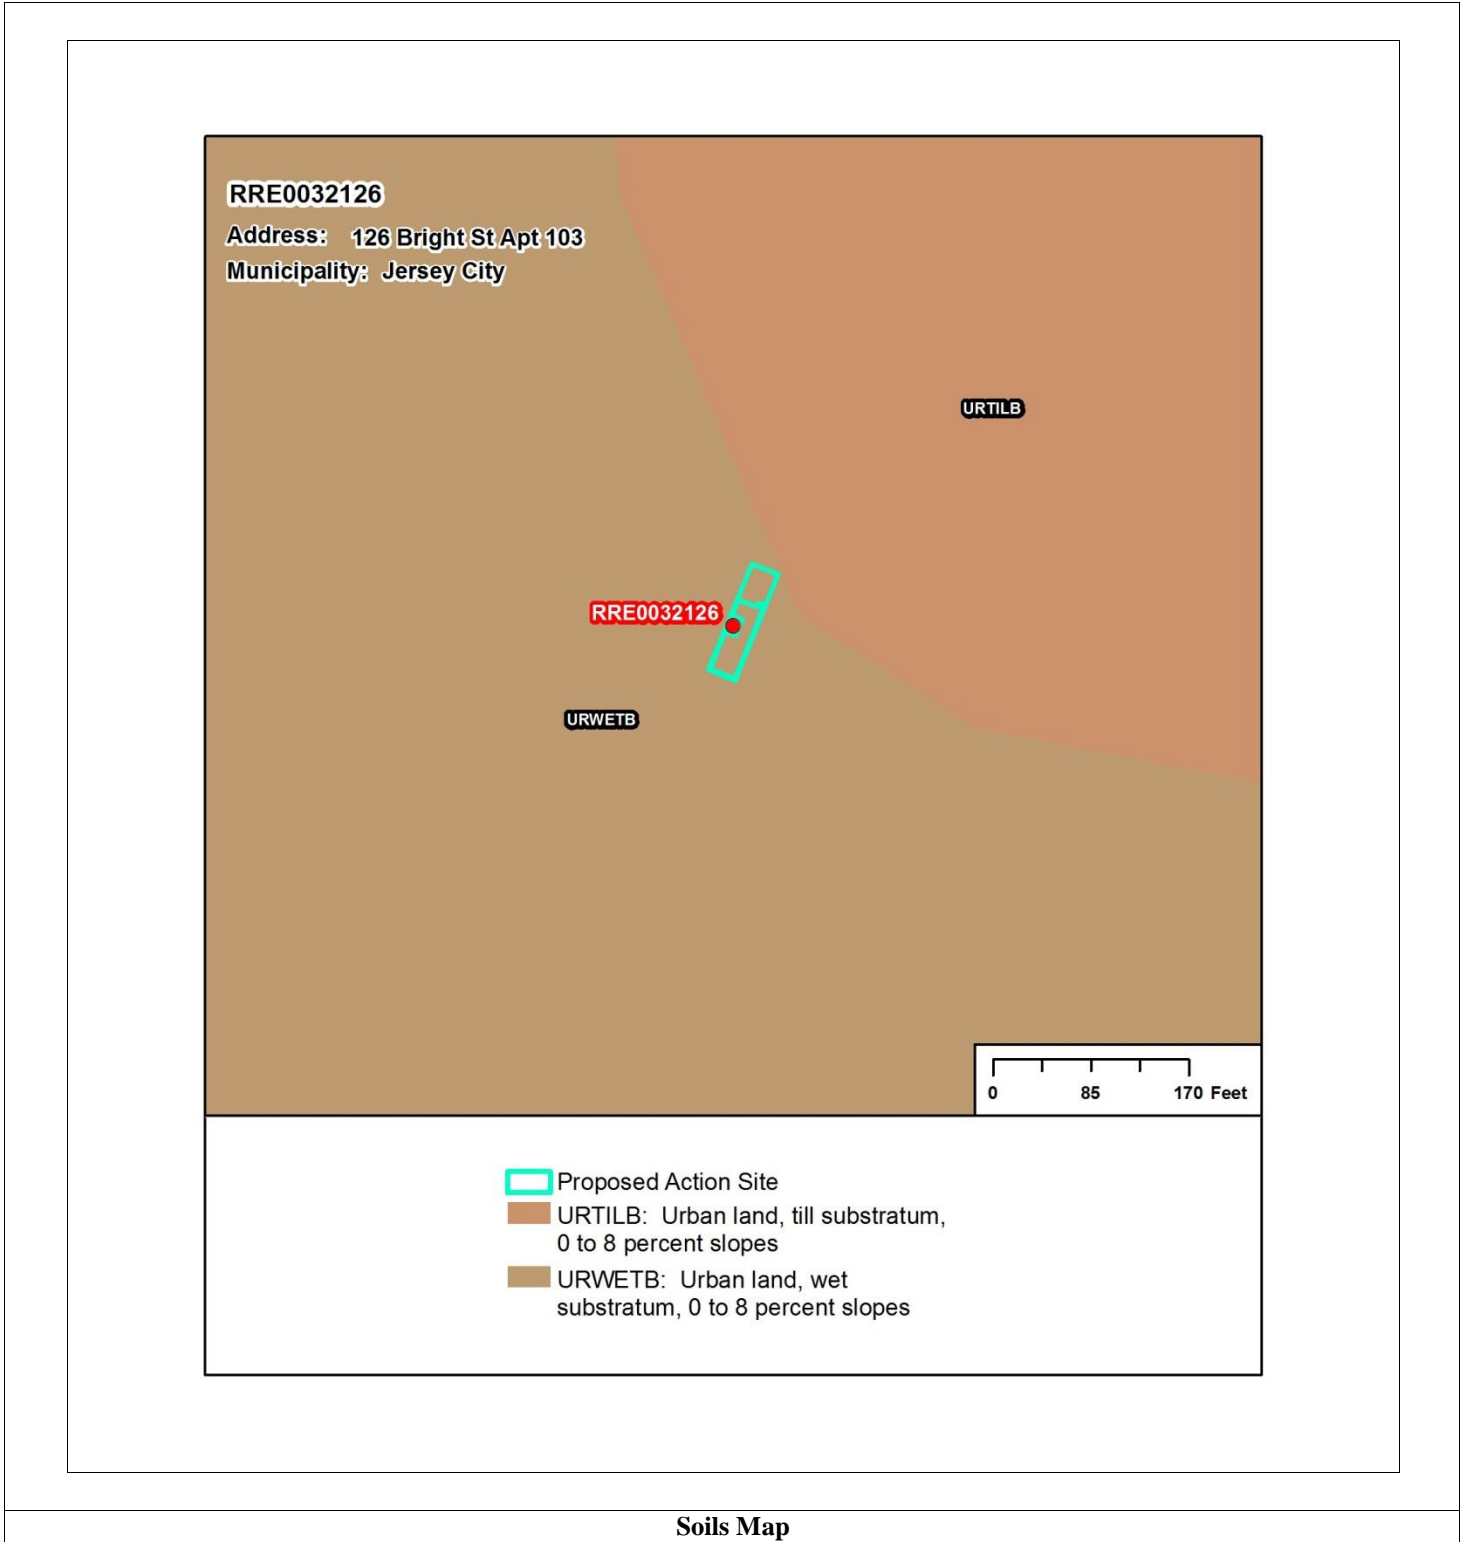 RRE0032126
Address: 126 Bright St Apt 103
Municipality: Jersey City
URTILB
RRE0032126
URWETB
0 85 170 Feet
Proposed Action Site
URTILB: Urban land, till substratum,
0 to 8 percent slopes
URWETB: Urban land, wet
substratum, 0 to 8 percent slopes
Soils Map